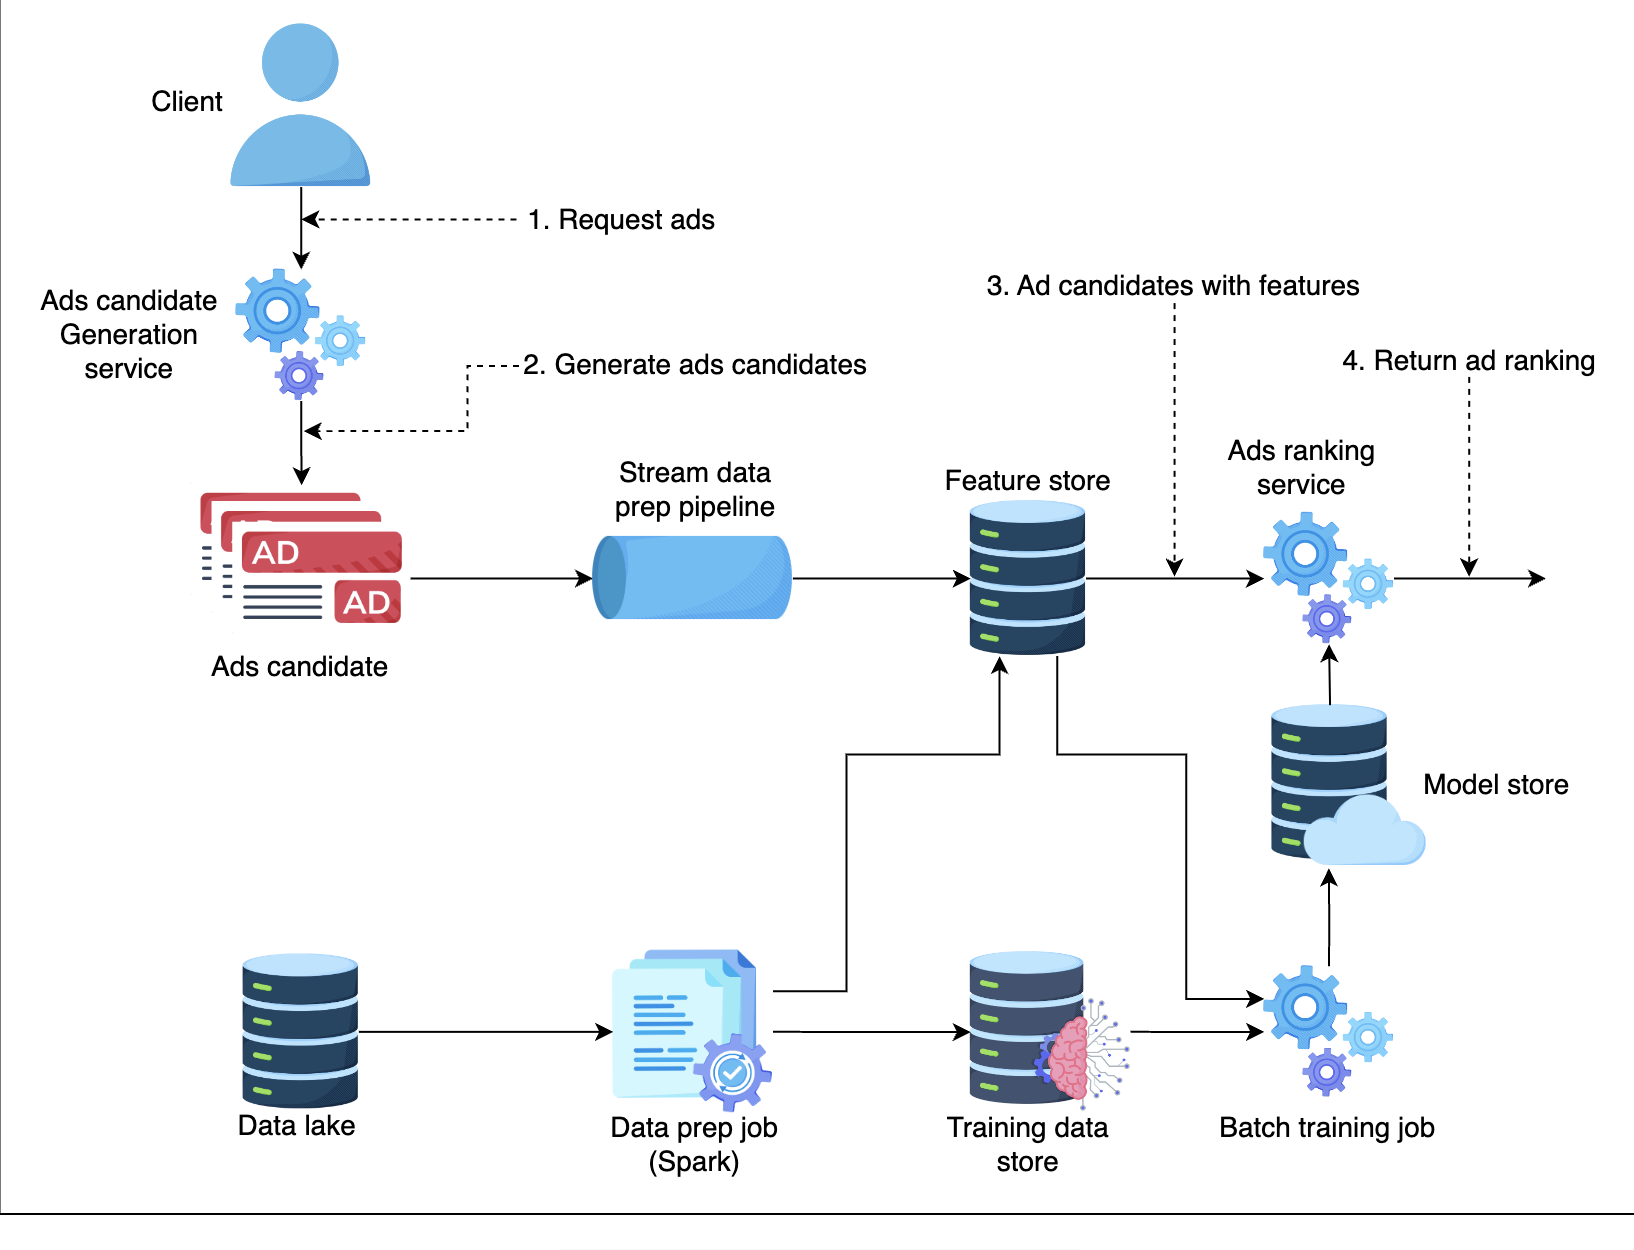 Client
1. Request ads
Ads candidate
Generation
service
3. Ad candidates with features
2. Generate ads candidates
4. Return ad ranking
Stream data
prep pipeline
Feature store
Ads ranking
service
AD
AD
Ads candidate
Model store
Data lake
Data prep job
(Spark)
Training data
store
Batch training job